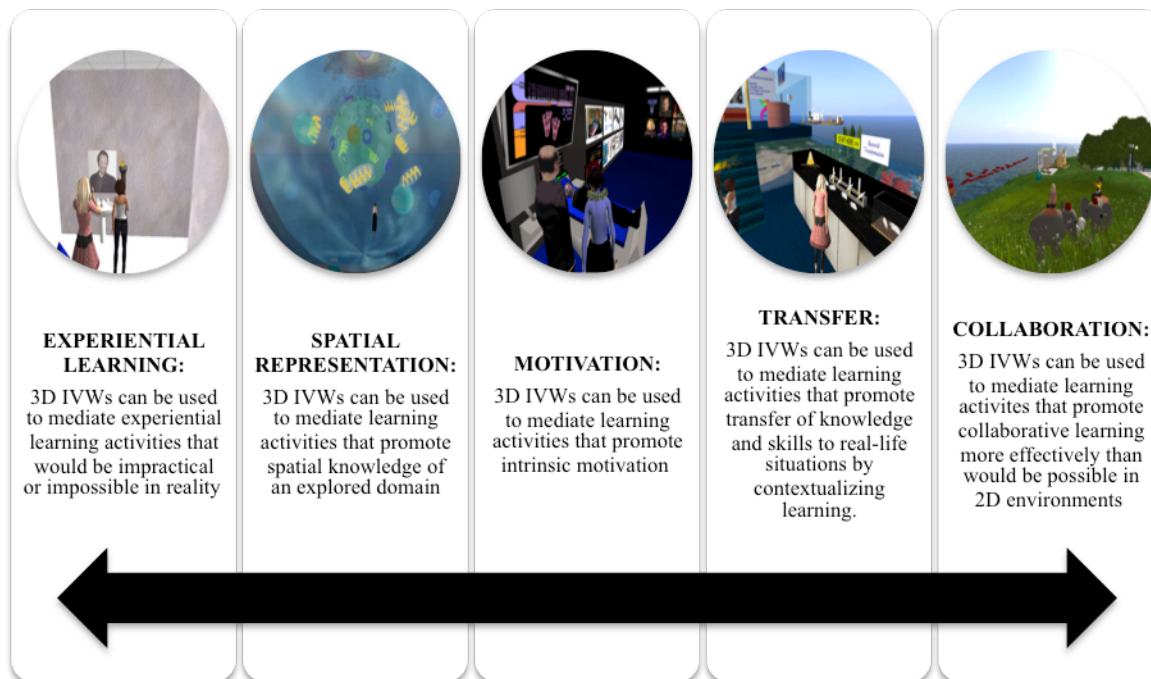 EXPERIENTIAL
LEARNING:
3D IVWs can be used
to mediate experiential
learning activities that
would be impractical
or impossible in reality
SPATIAL
REPRESENTATION:
3D IVWs can be used
to mediate learning
activities that promote
spatial knowledge of
an explored domain
MOTIVATION:
3D IVWs can be used
to mediate learning
activities that promote
intrinsic motivation
TRANSFER:
3D IVWs can be used
to mediate learning
activities that promote
transfer of knowledge
and skills to real-life
situations by
contextualizing
learning.
COLLABORATION:
3D IVWs can be used
to mediate learning
activites that promote
collaborative learning
more effectively than
would be possible in
2D environments